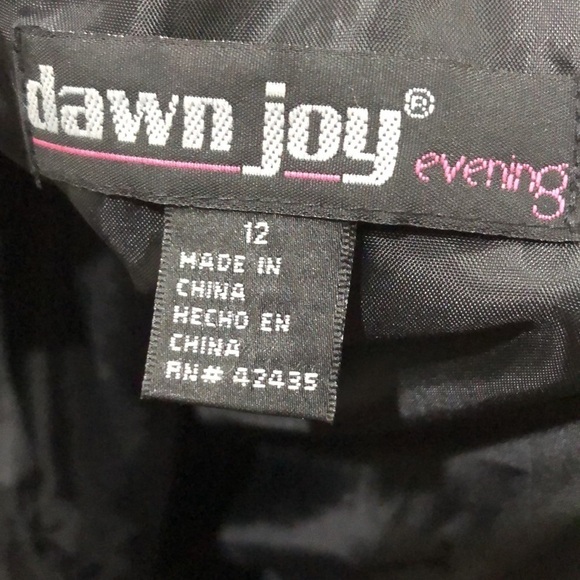 dawn joy® evening
12
MADE IN
CHINA
HECHO EN
CHINA
RN# 42435